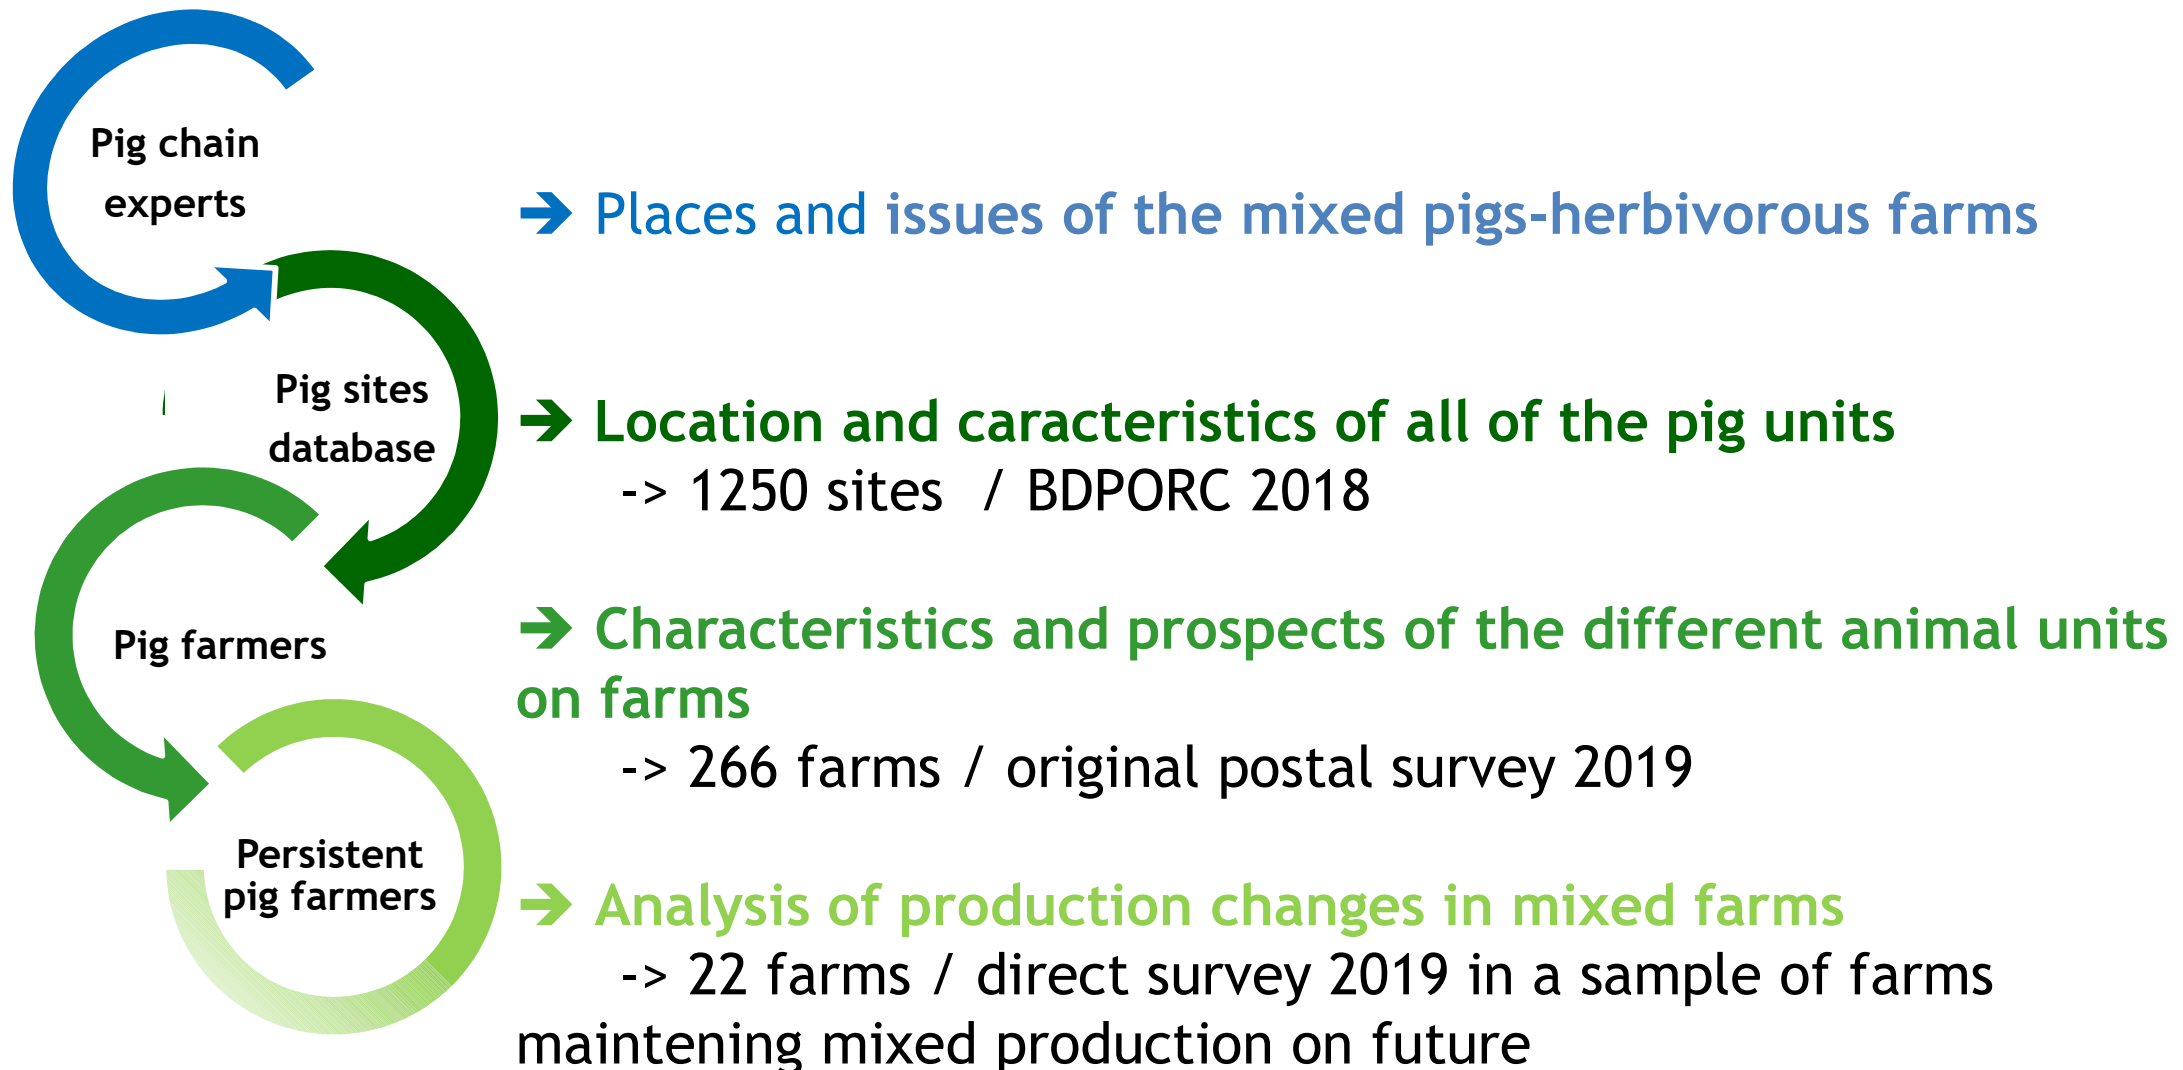 Pig chain
experts
➔ Places and issues of the mixed pigs-herbivorous farms
Pig sites
database
➔ Location and caracteristics of all of the pig units
-> 1250 sites / BDPORC 2018
Pig farmers
➔ Characteristics and prospects of the different animal units
on farms
-> 266 farms / original postal survey 2019
Persistent
pig farmers
➔ Analysis of production changes in mixed farms
-> 22 farms / direct survey 2019 in a sample of farms
maintening mixed production on future